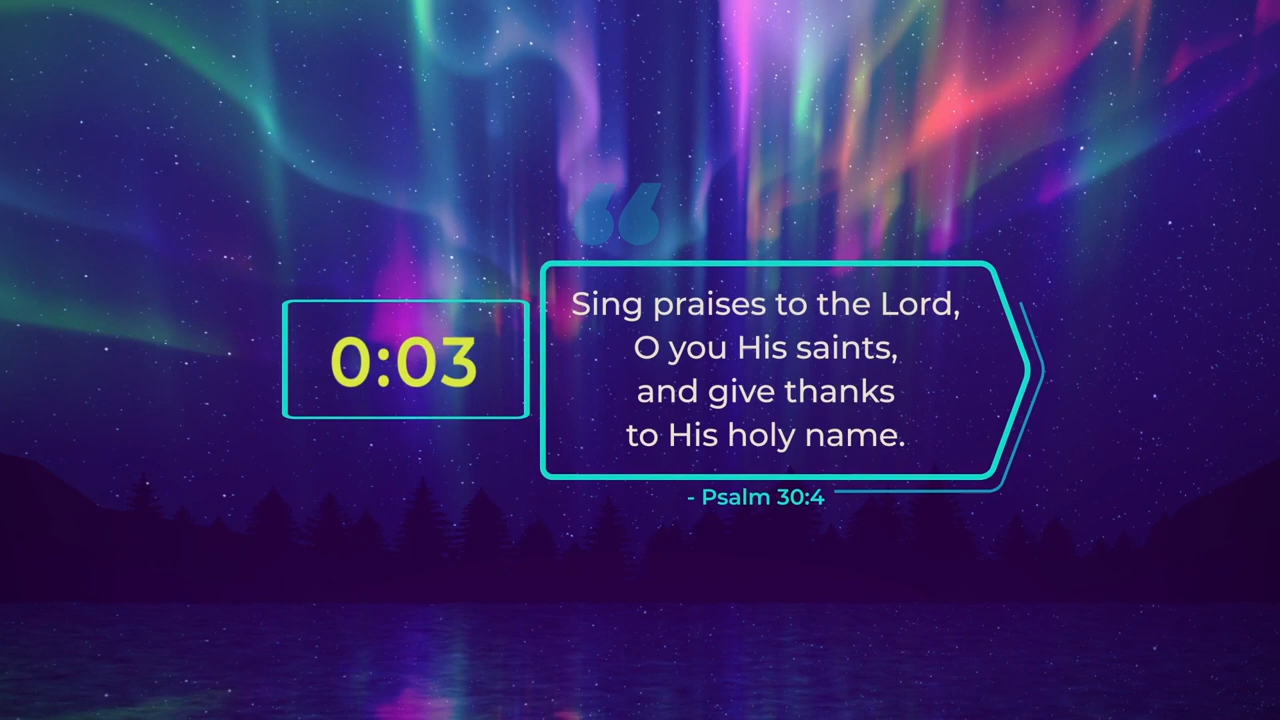 0:03
“
Sing praises to the Lord,
O you His saints,
and give thanks
to His holy name.
- Psalm 30:4